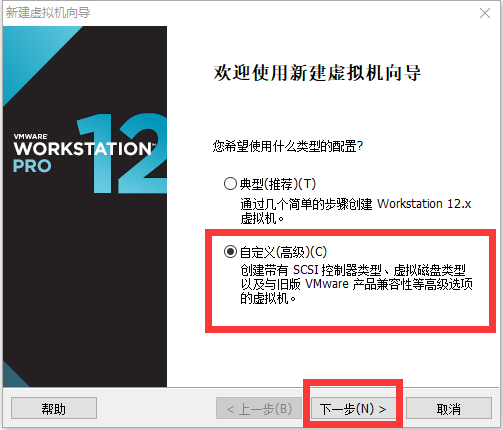 新建虚拟机向导
VMWARE
WORKSTATION 12
PRO
欢迎使用新建虚拟机向导
您希望使用什么类型的配置?
典型(推荐)(T)
通过几个简单的步骤创建 Workstation 12.x
虚拟机。
自定义(高级)(C)
创建带有 SCSI 控制器类型、虚拟磁盘类型
以及与旧版 VMware 产品兼容性等高级选项
的虚拟机。
帮助
< 上一步(B)
下一步(N) >
取消